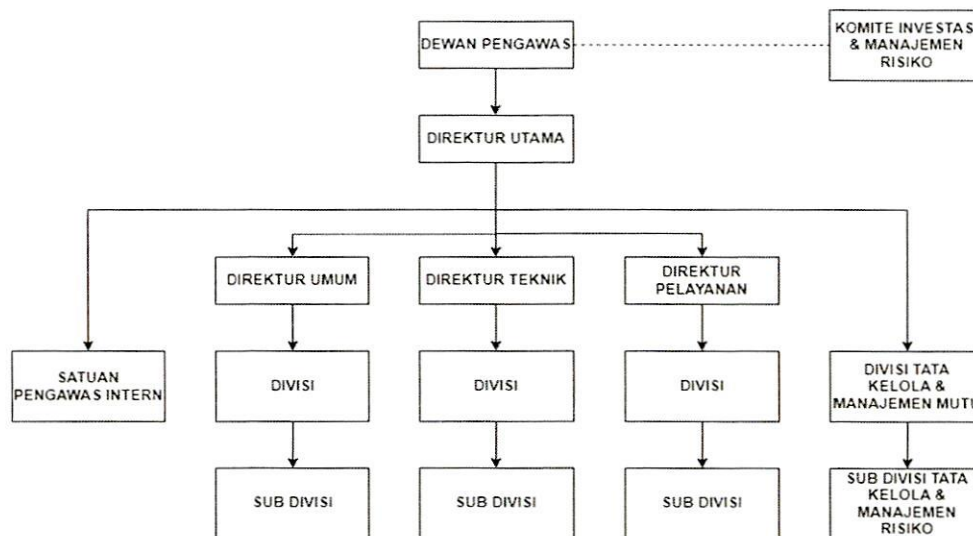 DEWAN PENGAWAS
KOMITE INVESTAS
& MANAJEMEN
RISIKO
DIREKTUR UTAMA
DIREKTUR UMUM
DIREKTUR TEKNIK
DIREKTUR
PELAYANAN
SATUAN
PENGAWAS INTERN
DIVISI
DIVISI
DIVISI
DIVISI TATA
KELOLA &
MANAJEMEN MUTU
SUB DIVISI
SUB DIVISI
SUB DIVISI
SUB DIVISI TATA
KELOLA &
MANAJEMEN
RISIKO